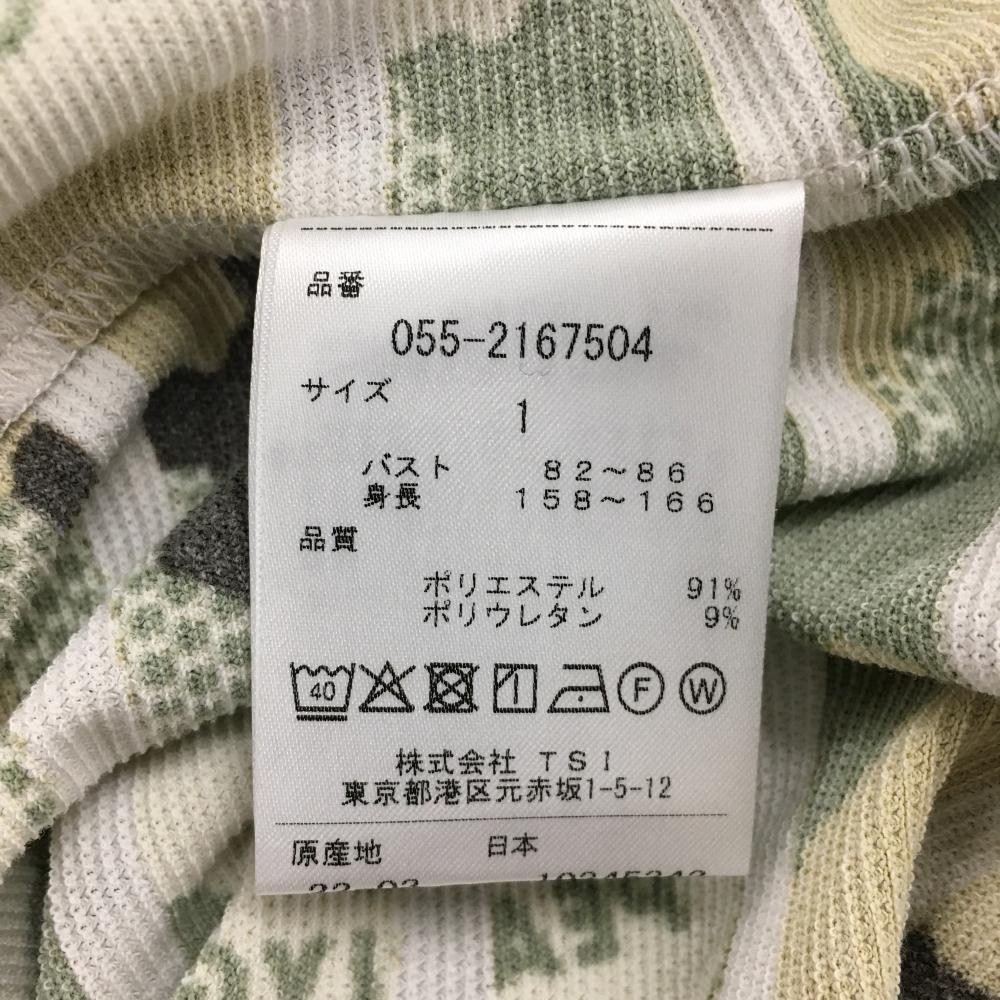 品番
055-2167504
サイズ
1
バスト 82～86
身長 158～166
品質
ポリエステル 91%
ポリウレタン 9%
40
F W
株式会社 TSI
東京都港区元赤坂1-5-12
原産地 日本